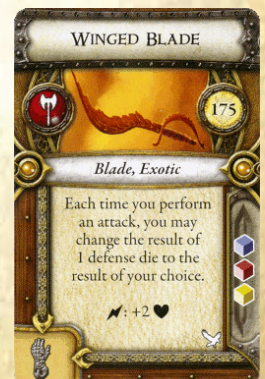 WINGED BLADE
175
Blade, Exotic
Each time you perform
an attack, you may
change the result of
1 defense die to the
result of your choice.
: +2